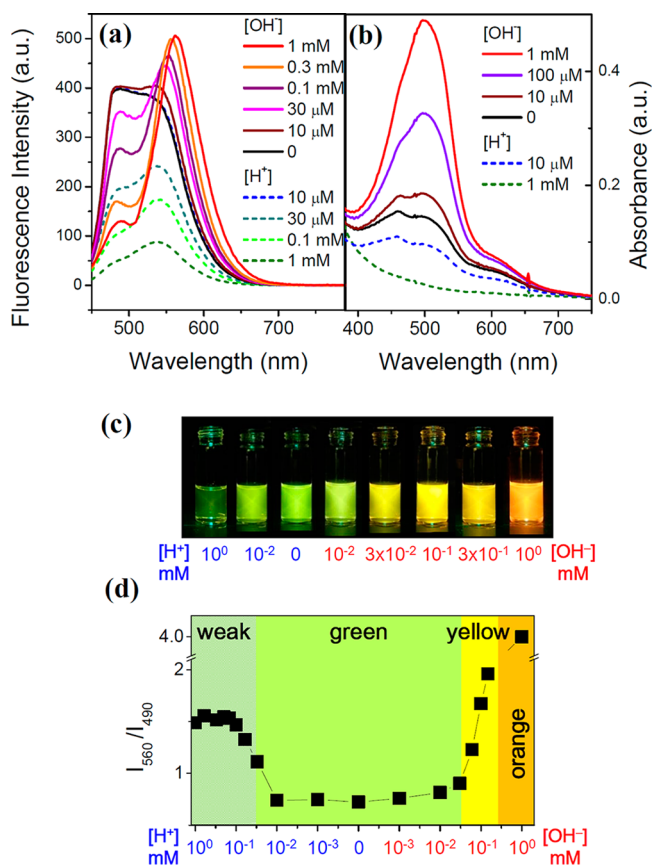 (a)
[OH⁻]
1 mM
0.3 mM
0.1 mM
30 μM
10 μM
0
[H⁺]
10 μM
30 μM
0.1 mM
1 mM
500
400
300
200
100
0
Fluorescence Intensity (a.u.)
500 600 700
Wavelength (nm)
(b)
[OH⁻]
1 mM
100 μM
10 μM
0
[H⁺]
10 μM
1 mM
0.4
0.2
0.0
Absorbance (a.u.)
400 500 600 700
Wavelength (nm)
(c)
[H⁺] 10⁰ 10⁻² 0 10⁻² 3x10⁻² 10⁻¹ 3x10⁻¹ 10⁰ [OH⁻]
mM mM
(d)
weak green yellow
orange
4.0
2
1
I₅₆₀/I₄₉₀
[H⁺] 10⁰ 10⁻¹ 10⁻² 10⁻³ 0 10⁻³ 10⁻² 10⁻¹ 10⁰ [OH⁻]
mM mM